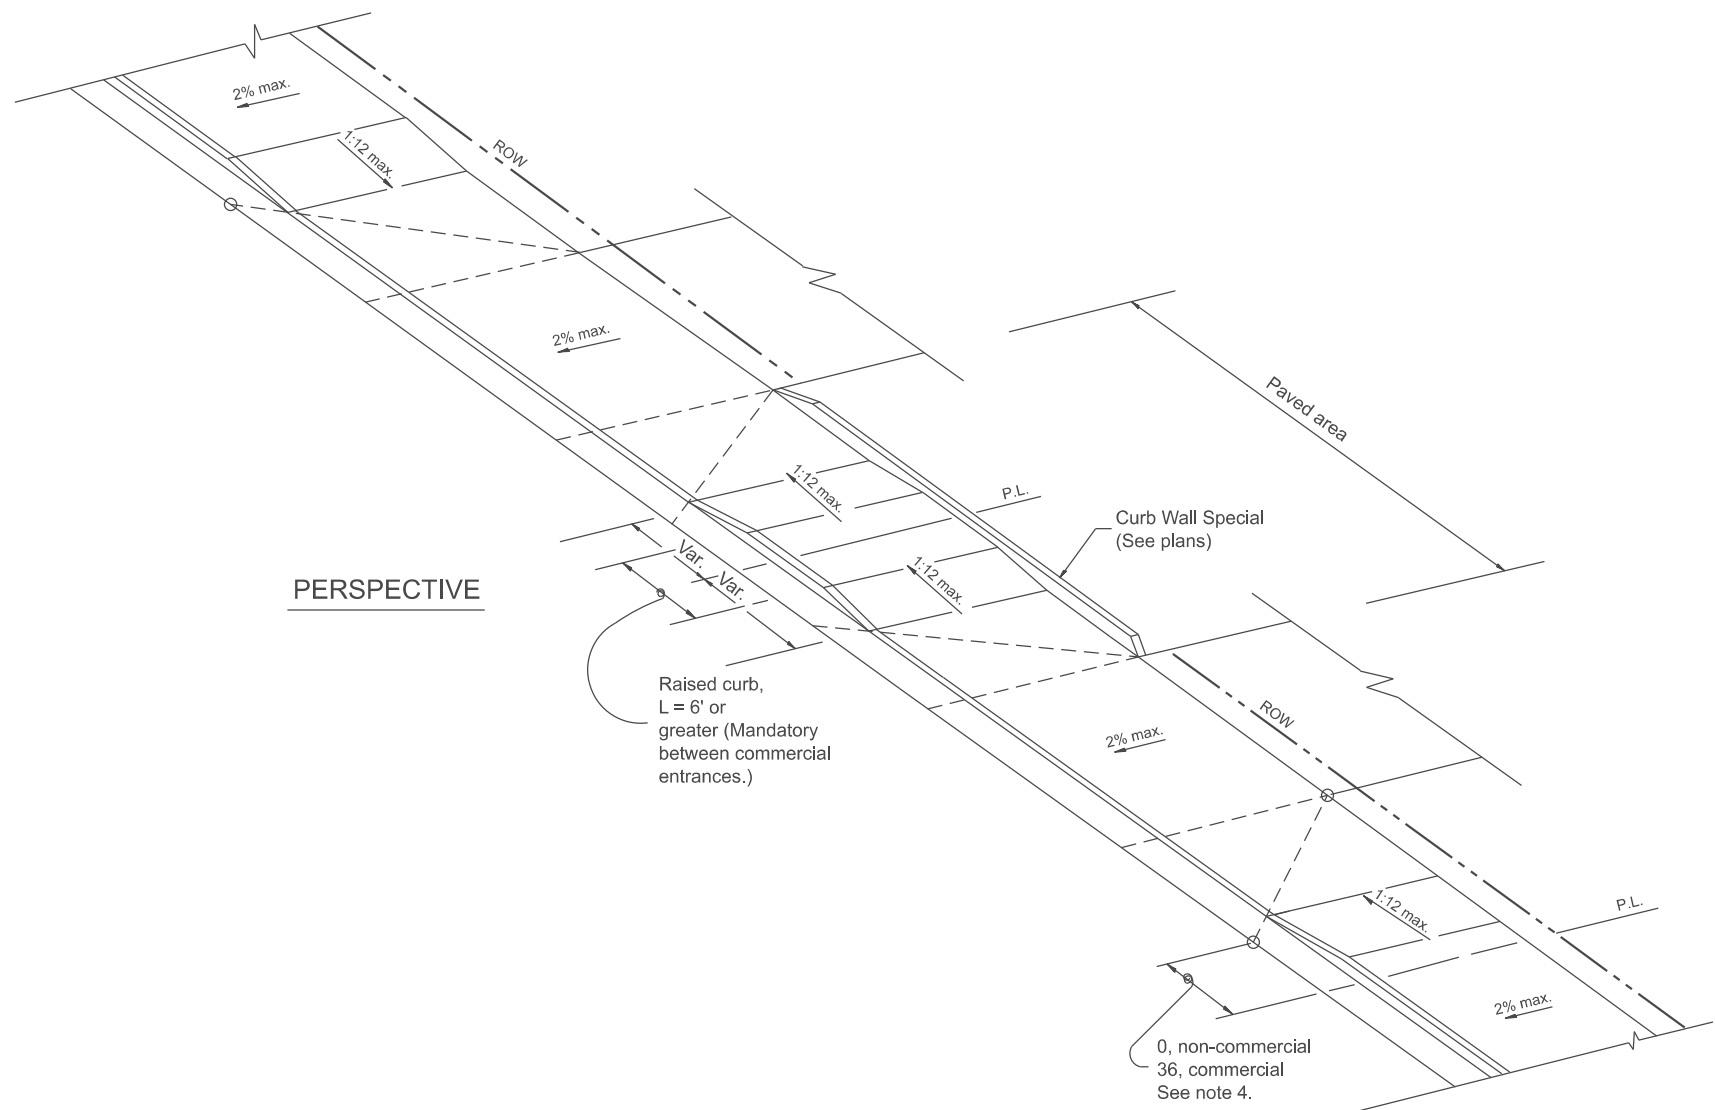 2% max.
1:12 max.
ROW
2% max.
Paved area
1:12 max.
P.L.
Curb Wall Special
(See plans)
Var.
Var.
1:12 max.
PERSPECTIVE
Raised curb,
L = 6' or
greater (Mandatory
between commercial
entrances.)
ROW
2% max.
1:12 max.
P.L.
2% max.
0, non-commercial
36, commercial
See note 4.